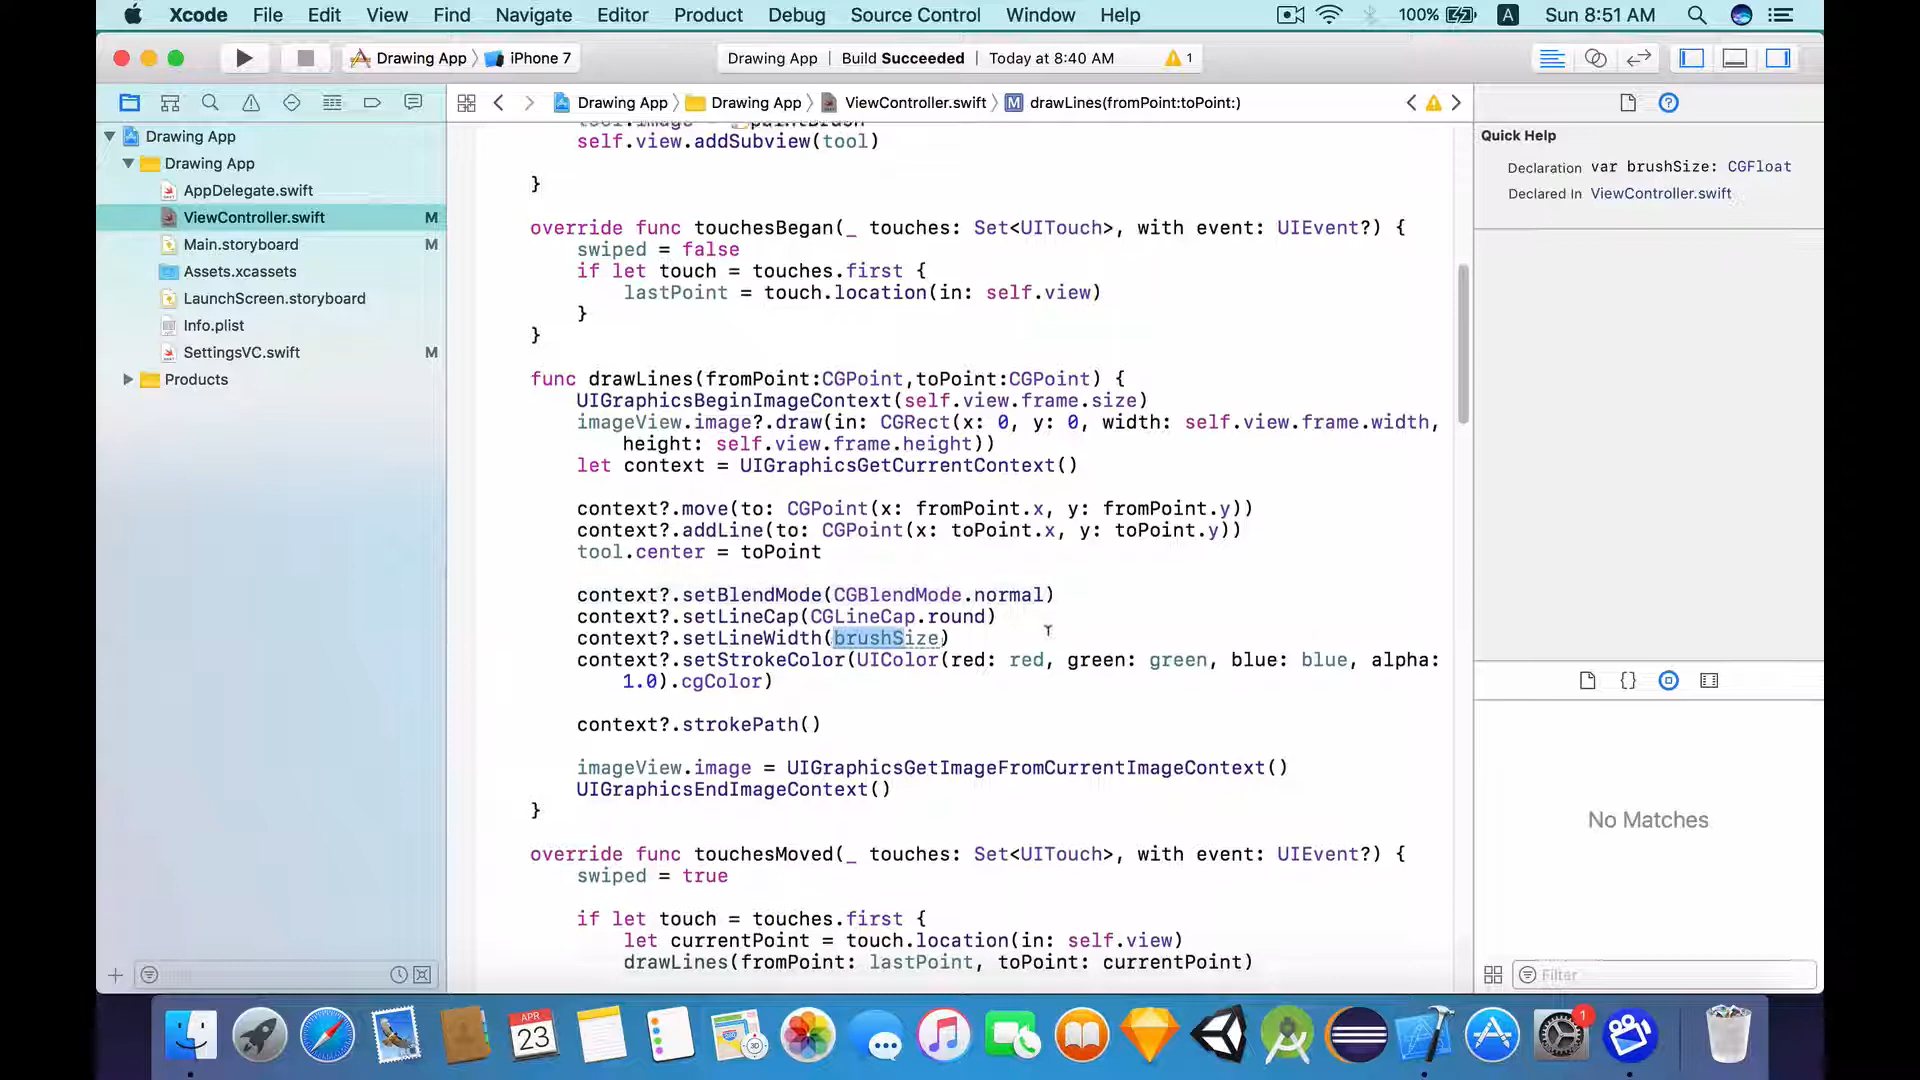 Xcode File Edit View Find Navigate Editor Product Debug Source Control Window Help 100% A Sun 8:51 AM
Drawing App iPhone 7 Drawing App | Build Succeeded | Today at 8:40 AM 1
Drawing App Drawing App ViewController.swift M drawLines(fromPoint:toPoint:)
Drawing App
Drawing App
AppDelegate.swift
ViewController.swift M
Main.storyboard M
Assets.xcassets
LaunchScreen.storyboard
Info.plist
SettingsVC.swift M
Products
self.view.addSubview(tool)
}
override func touchesBegan(_ touches: Set<UITouch>, with event: UIEvent?) {
swiped = false
if let touch = touches.first {
lastPoint = touch.location(in: self.view)
}
}
func drawLines(fromPoint:CGPoint,toPoint:CGPoint) {
UIGraphicsBeginImageContext(self.view.frame.size)
imageView.image?.draw(in: CGRect(x: 0, y: 0, width: self.view.frame.width,
height: self.view.frame.height))
let context = UIGraphicsGetCurrentContext()
context?.move(to: CGPoint(x: fromPoint.x, y: fromPoint.y))
context?.addLine(to: CGPoint(x: toPoint.x, y: toPoint.y))
tool.center = toPoint
context?.setBlendMode(CGBlendMode.normal)
context?.setLineCap(CGLineCap.round)
context?.setLineWidth(brushSize)
context?.setStrokeColor(UIColor(red: red, green: green, blue: blue, alpha:
1.0).cgColor)
context?.strokePath()
imageView.image = UIGraphicsGetImageFromCurrentImageContext()
UIGraphicsEndImageContext()
}
override func touchesMoved(_ touches: Set<UITouch>, with event: UIEvent?) {
swiped = true
if let touch = touches.first {
let currentPoint = touch.location(in: self.view)
drawLines(fromPoint: lastPoint, toPoint: currentPoint)
Quick Help
Declaration var brushSize: CGFloat
Declared In ViewController.swift
{}
No Matches
Filter
APR
23
30
1